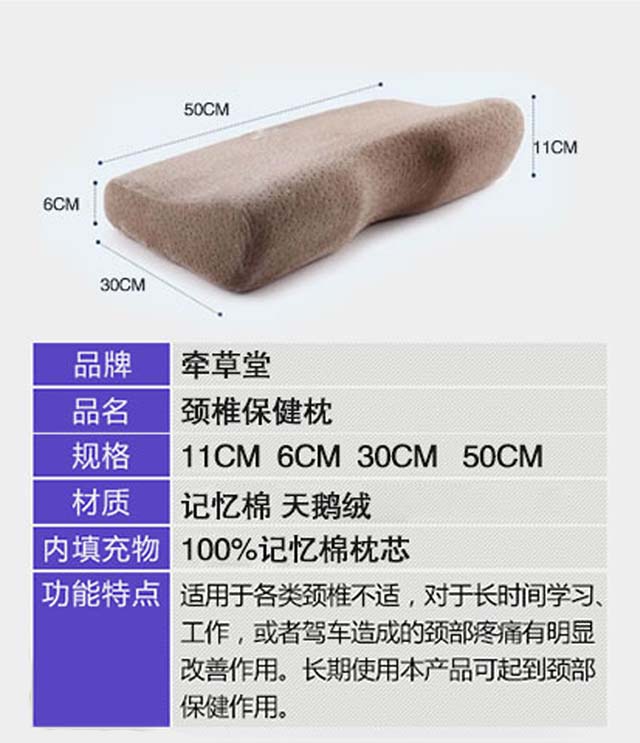 50CM
11CM
6CM
30CM
品牌 牵草堂
品名 颈椎保健枕
规格 11CM 6CM 30CM 50CM
材质 记忆棉 天鹅绒
内填充物 100%记忆棉枕芯
功能特点 适用于各类颈椎不适，对于长时间学习、
工作，或者驾车造成的颈部疼痛有明显
改善作用。长期使用本产品可起到颈部
保健作用。